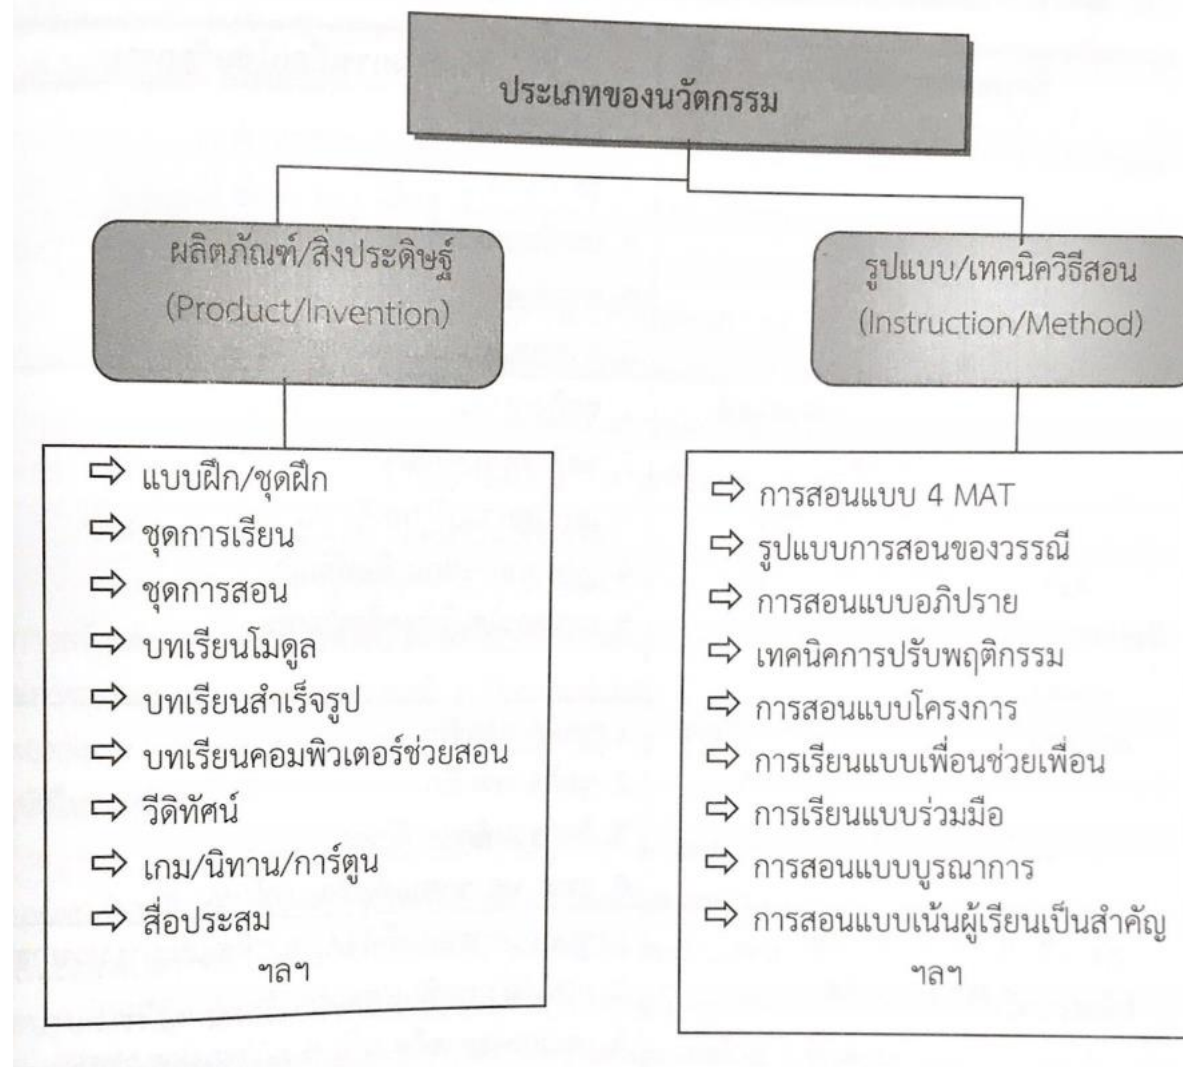 ประเภทของนวัตกรรม
ผลิตภัณฑ์/สิ่งประดิษฐ์
(Product/Invention)
แบบฝึก/ชุดฝึก
ชุดการเรียน
ชุดการสอน
บทเรียนโมดูล
บทเรียนสำเร็จรูป
บทเรียนคอมพิวเตอร์ช่วยสอน
วีดิทัศน์
เกม/นิทาน/การ์ตูน
สื่อประสม
ฯลฯ
รูปแบบ/เทคนิควิธีสอน
(Instruction/Method)
การสอนแบบ 4 MAT
รูปแบบการสอนของวรรณี
การสอนแบบอภิปราย
เทคนิคการปรับพฤติกรรม
การสอนแบบโครงการ
การเรียนแบบเพื่อนช่วยเพื่อน
การเรียนแบบร่วมมือ
การสอนแบบบูรณาการ
การสอนแบบเน้นผู้เรียนเป็นสำคัญ
ฯลฯ